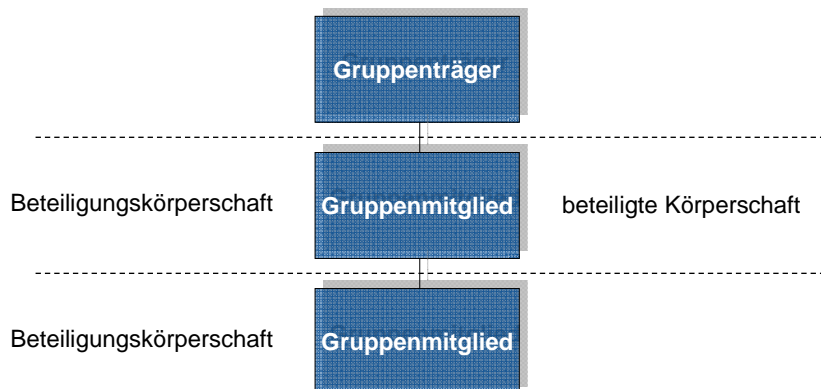 Gruppenträger
Beteiligungskörperschaft Gruppenmitglied beteiligte Körperschaft
Beteiligungskörperschaft Gruppenmitglied